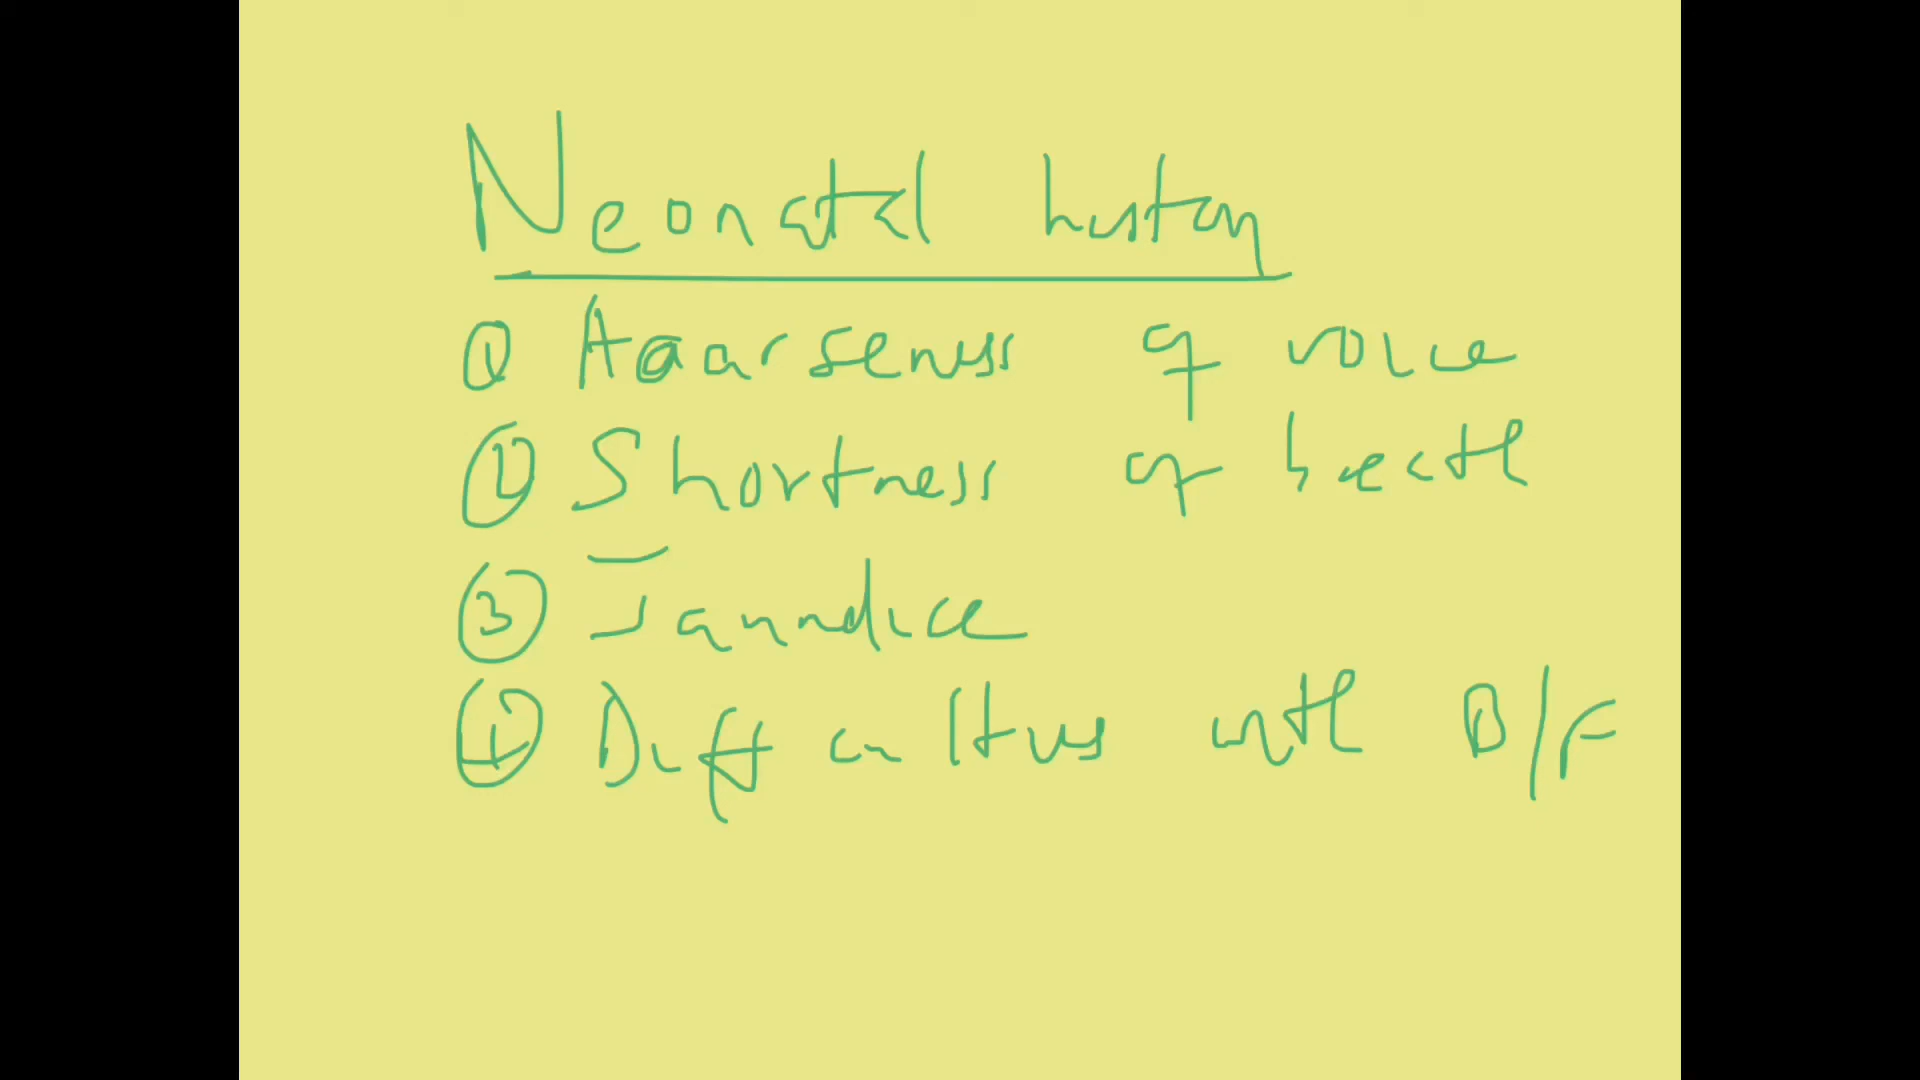 Neonatal history
① Hoarseness of voice
② Shortness of breath
③ Jaundice
④ Difficulties with B/F